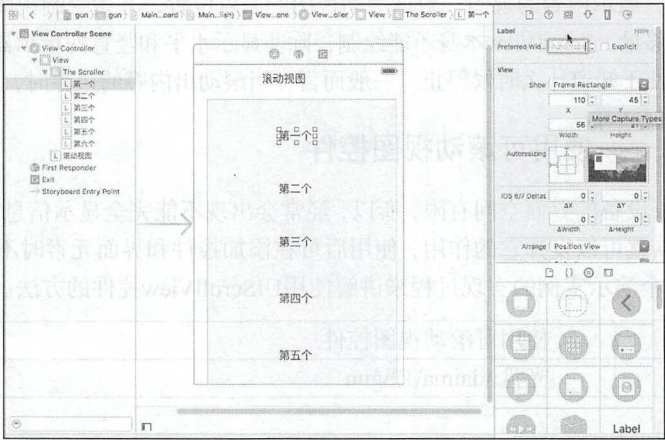 gun
gun
Main...oard
Main...lish)
View...ene
View...oller
View
The Scroller
L 第一个
View Controller Scene
View Controller
View
The Scroller
L 第一个
L 第二个
L 第三个
L 第四个
L 第五个
L 第六个
L 滚动视图
First Responder
Exit
Storyboard Entry Point
滚动视图
第一个
第二个
第三个
第四个
第五个
Label
Hide
Preferred Wid...
Explicit
View
Show Frame Rectangle
110 45
X Y
56
More Capture Types
Width Height
Autoresizing
iOS 6/7 Deltas 0 0
ΔX ΔY
0 0
ΔWidth ΔHeight
Arrange Position View
Label